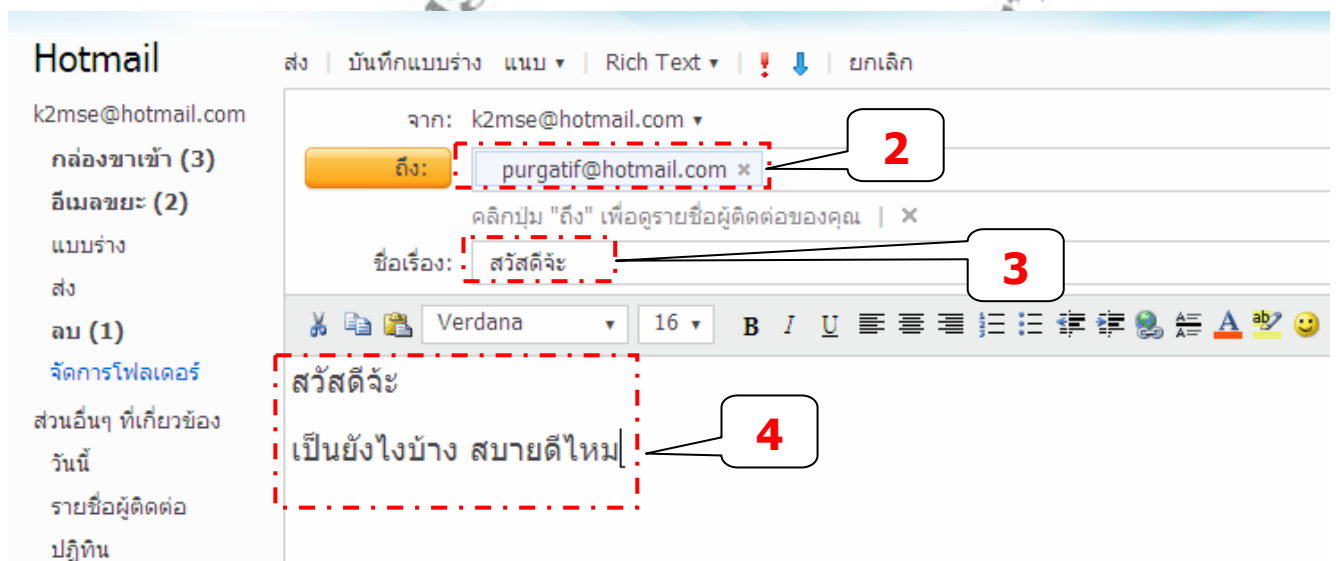 Hotmail
ส่ง | บันทึกแบบร่าง แนบ ▾ | Rich Text ▾ | ยกเลิก
k2mse@hotmail.com
จาก: k2mse@hotmail.com ▾
2
กล่องขาเข้า (3)
ถึง: purgatif@hotmail.com ×
อีเมลขยะ (2)
คลิกปุ่ม "ถึง" เพื่อดูรายชื่อผู้ติดต่อของคุณ | ×
แบบร่าง
ชื่อเรื่อง: สวัสดีจ้ะ
3
ส่ง
ลบ (1)
Verdana ▾ 16 ▾ B I U
จัดการโฟลเดอร์
สวัสดีจ้ะ
ส่วนอื่นๆ ที่เกี่ยวข้อง
4
เป็นยังไงบ้าง สบายดีไหม
วันนี้
รายชื่อผู้ติดต่อ
ปฏิทิน